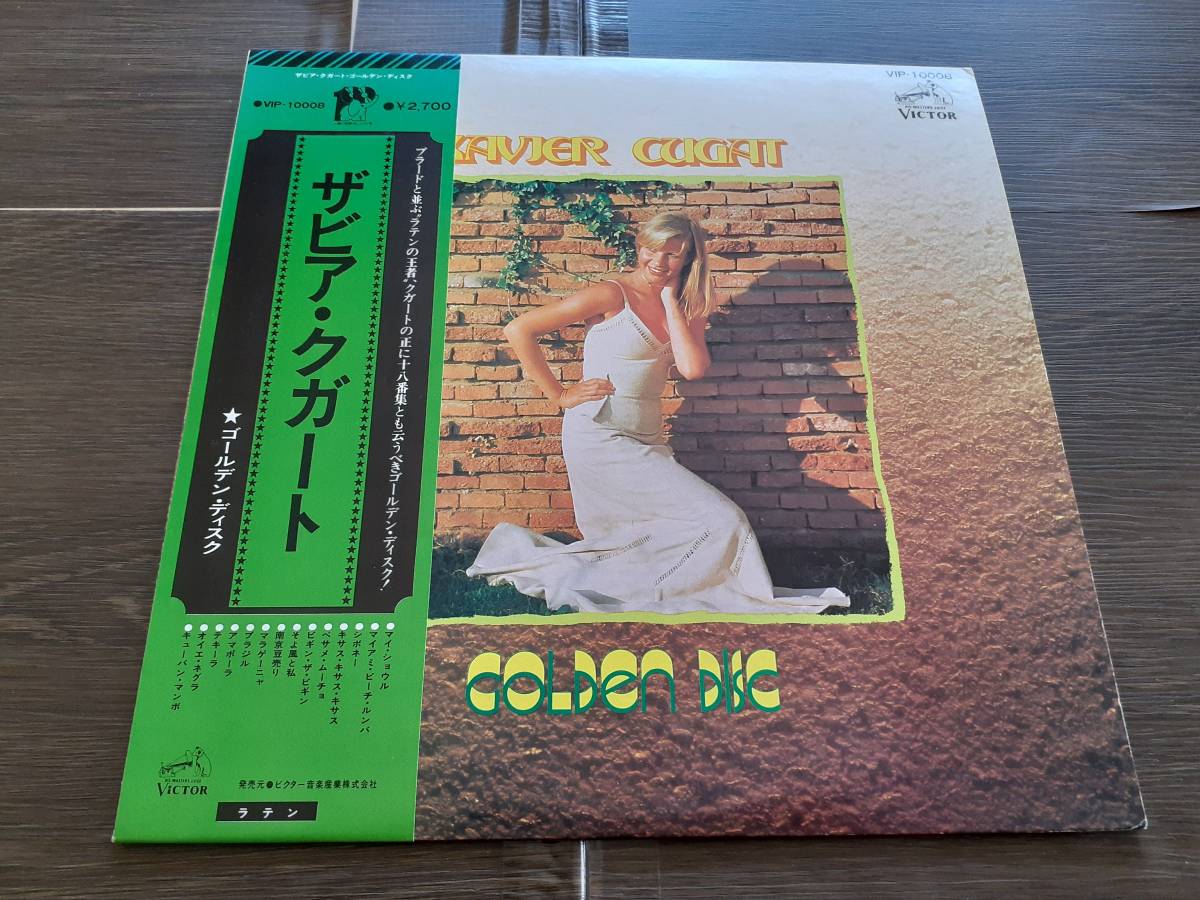 ザビア・クガート・ゴールデン・ディスク
●VIP-10008
●¥2,700
プラードと並ぶ〝ラテンの王者〟、クガートの正に十八番集とも云うべきゴールデン・ディスク!
ザビア・クガート
★ゴールデン・ディスク
●マイ・ショウル
●マイアミ・ビーチ・ルンバ
●シボネー
●キサス・キサス・キサス
●ベサメ・ムーチョ
●ビギン・ザ・ビギン
●そよ風と私
●南京豆売り
●マラゲーニャ
●ブラジル
●アマポーラ
●テキーラ
●オイエ・ネグラ
●キューバン・マンボ
HIS MASTER'S VOICE
VICTOR
発売元●ビクター音楽産業株式会社
ラテン
VIP-10008
HIS MASTER'S VOICE
VICTOR
XAVIER CUGAT
GOLDEN DISC